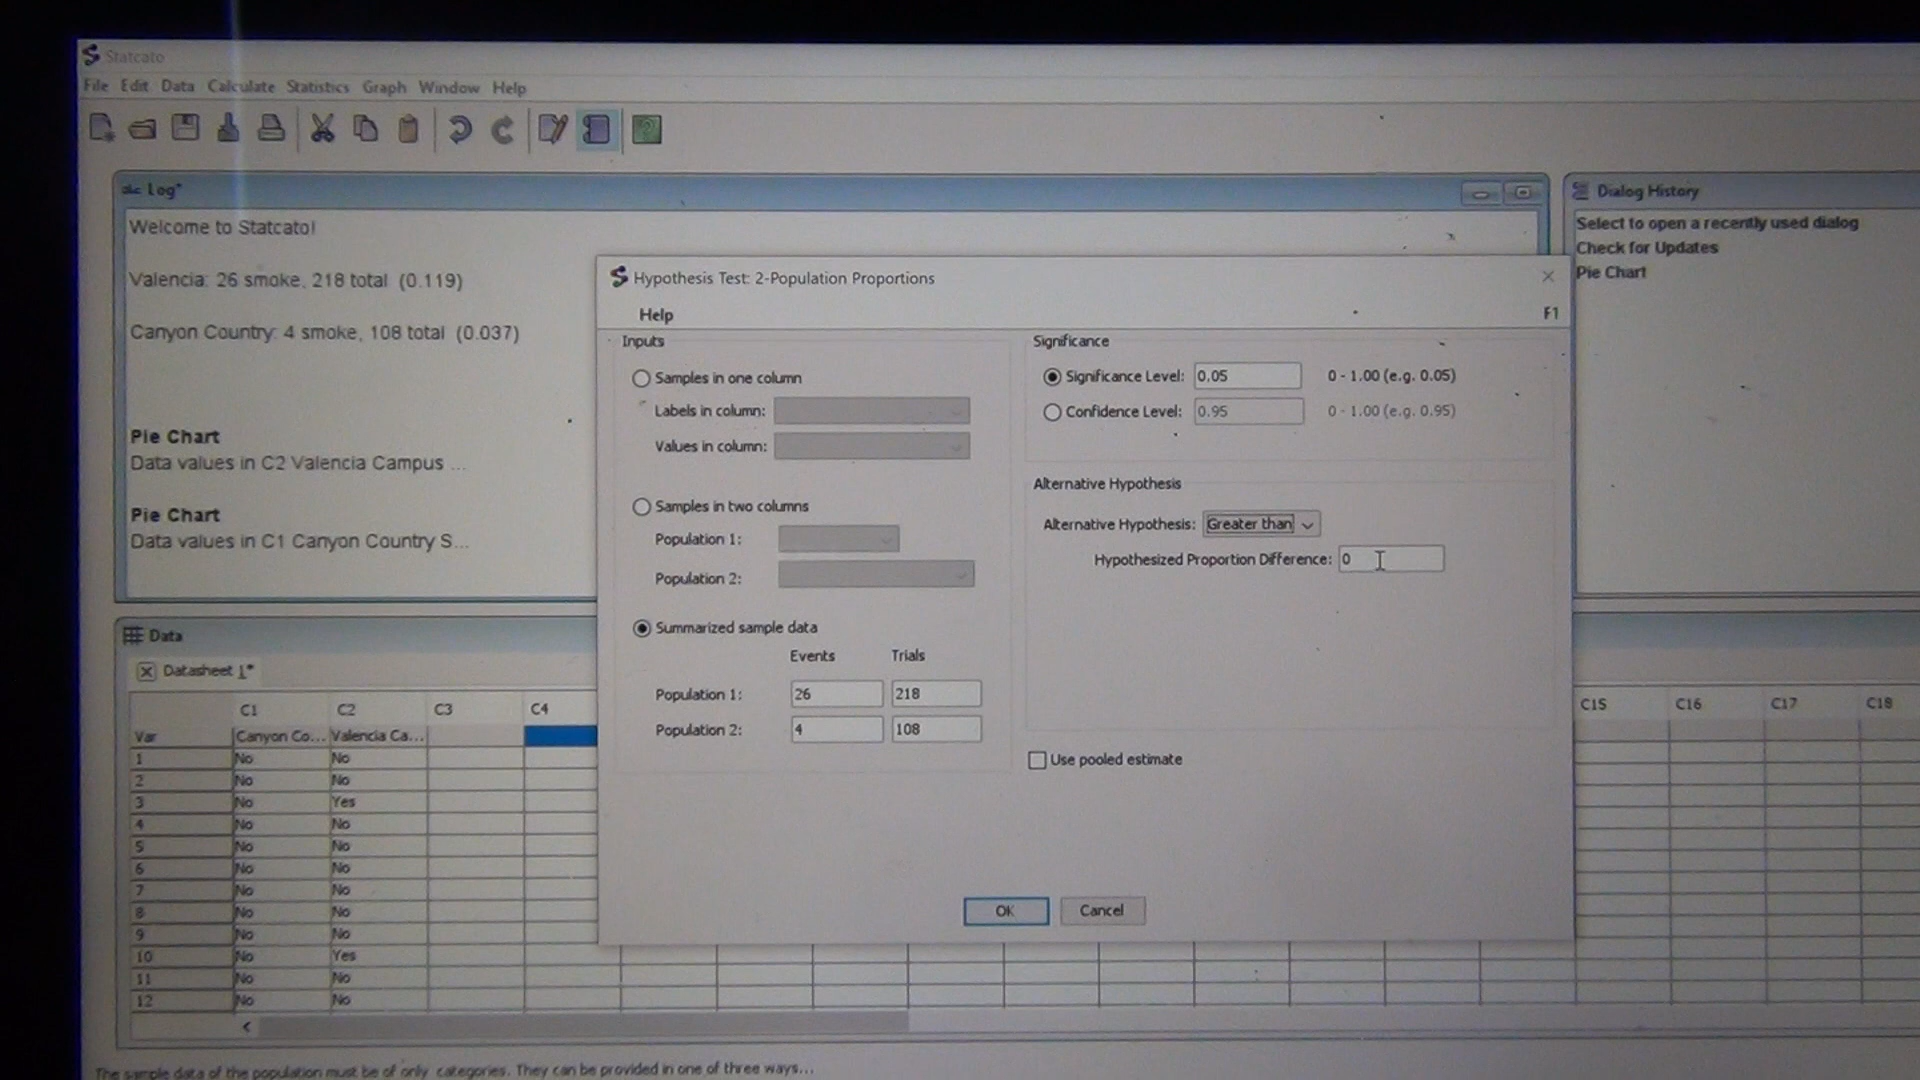 Statcato
File Edit Data Calculate Statistics Graph Window Help
Log*
Welcome to Statcato!
Valencia: 26 smoke, 218 total (0.119)
Canyon Country: 4 smoke, 108 total (0.037)
Pie Chart
Data values in C2 Valencia Campus ...
Pie Chart
Data values in C1 Canyon Country S...
Dialog History
Select to open a recently used dialog
Check for Updates
Pie Chart
Hypothesis Test: 2-Population Proportions
Help F1
Inputs
Samples in one column
Labels in column:
Values in column:
Samples in two columns
Population 1:
Population 2:
Summarized sample data
Events Trials
Population 1: 26 218
Population 2: 4 108
Significance
Significance Level: 0.05 0 - 1.00 (e.g. 0.05)
Confidence Level: 0.95 0 - 1.00 (e.g. 0.95)
Alternative Hypothesis
Alternative Hypothesis: Greater than
Hypothesized Proportion Difference: 0
Use pooled estimate
OK Cancel
Data
Datasheet 1*
C1 C2 C3 C4 C15 C16 C17 C18
Var Canyon Co... Valencia Ca...
1 No No
2 No No
3 No Yes
4 No No
5 No No
6 No No
7 No No
8 No No
9 No No
10 No Yes
11 No No
12 No No
The sample data of the population must be of only categories. They can be provided in one of three ways...